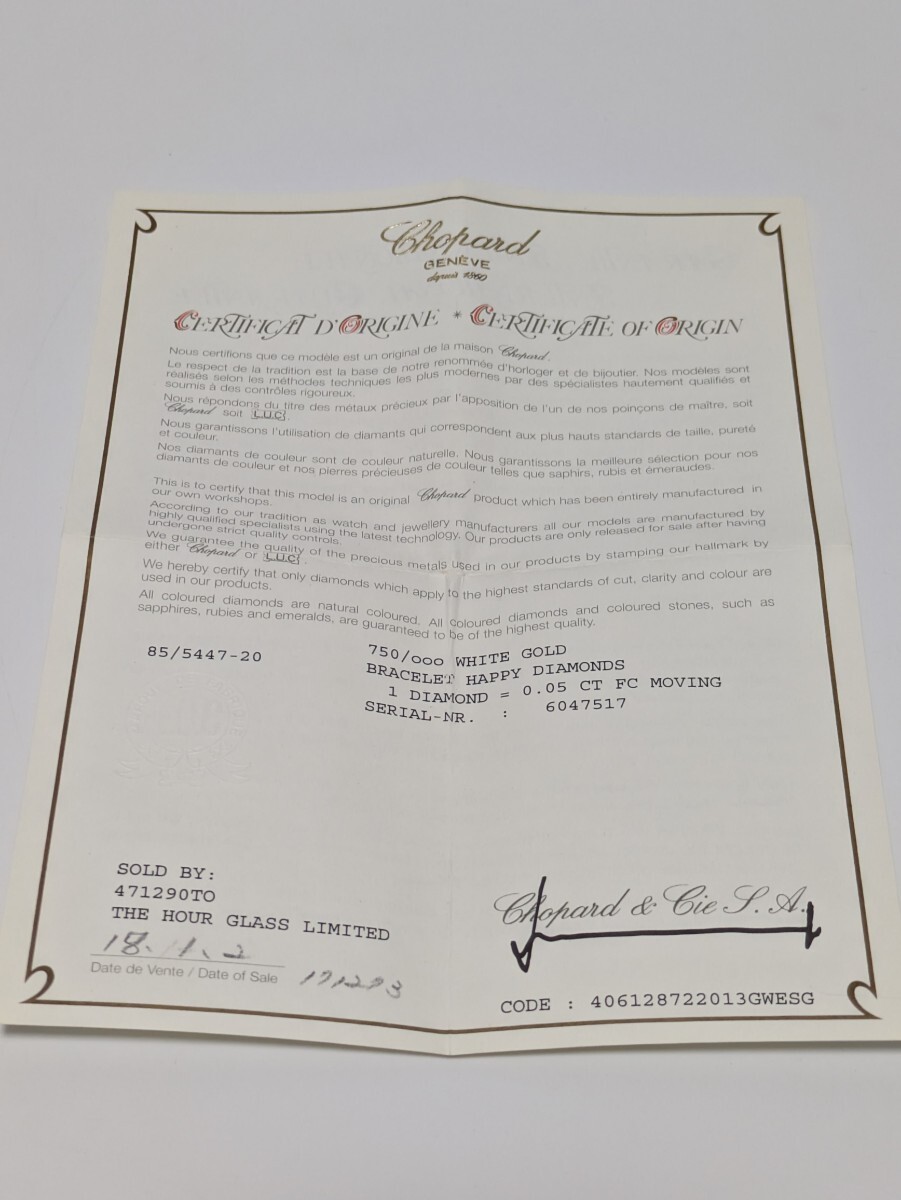 Chopard
GENÈVE
depuis 1860
CERTIFICAT D'ORIGINE * CERTIFICATE OF ORIGIN
Nous certifions que ce modèle est un original de la maison Chopard.
Le respect de la tradition est la base de notre renommée d'horloger et de bijoutier. Nos modèles sont
réalisés selon les méthodes techniques les plus modernes par des spécialistes hautement qualifiés et
soumis à des contrôles rigoureux.
Nous répondons du titre des métaux précieux par l'apposition de l'un de nos poinçons de maître, soit
Chopard soit L.U.C.
Nous garantissons l'utilisation de diamants qui correspondent aux plus hauts standards de taille, pureté
et couleur.
Nos diamants de couleur sont de couleur naturelle. Nous garantissons la meilleure sélection pour nos
diamants de couleur et nos pierres précieuses de couleur telles que saphirs, rubis et émeraudes.
This is to certify that this model is an original Chopard product which has been entirely manufactured in
our own workshops.
According to our tradition as watch and jewellery manufacturers all our models are manufactured by
highly qualified specialists using the latest technology. Our products are only released for sale after having
undergone strict quality controls.
We guarantee the quality of the precious metals used in our products by stamping our hallmark by
either Chopard or L.U.C.
We hereby certify that only diamonds which apply to the highest standards of cut, clarity and colour are
used in our products.
All coloured diamonds are natural coloured. All coloured diamonds and coloured stones, such as
sapphires, rubies and emeralds, are guaranteed to be of the highest quality.
85/5447-20
750/ooo WHITE GOLD
BRACELET HAPPY DIAMONDS
1 DIAMOND = 0.05 CT FC MOVING
SERIAL-NR. : 6047517
SOLD BY:
471290TO
THE HOUR GLASS LIMITED
Date de Vente / Date of Sale
Chopard & Cie S. A.
CODE : 406128722013GWESG